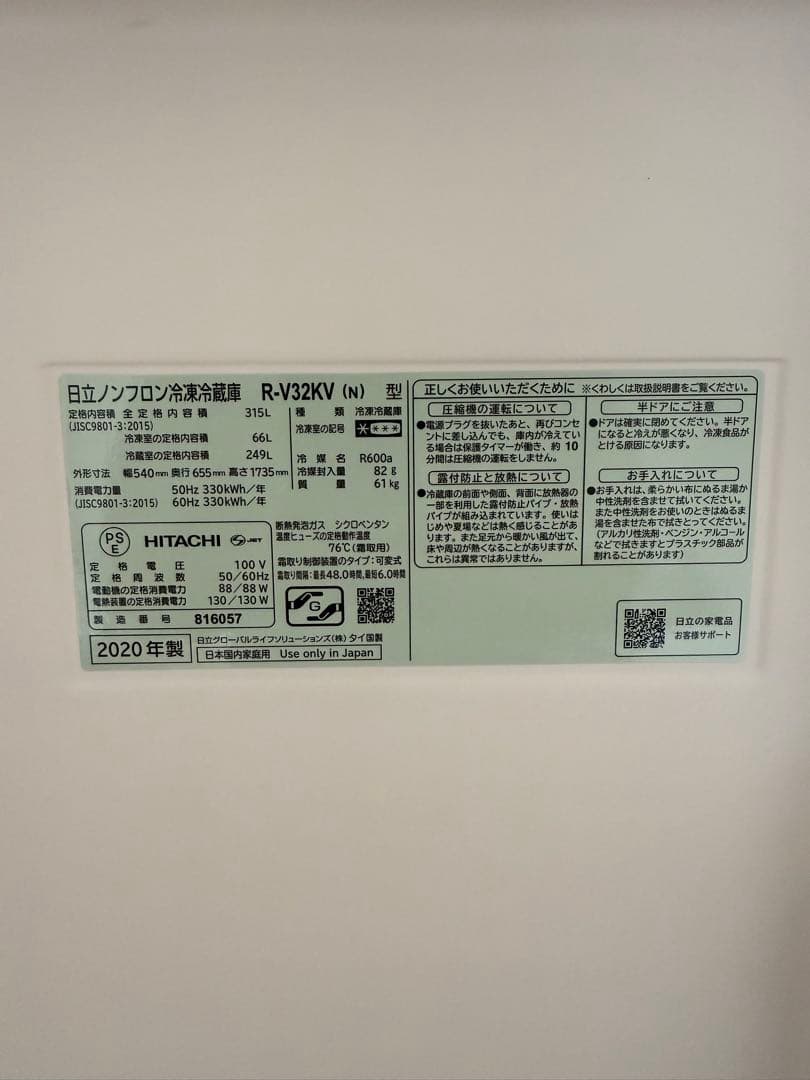 日立ノンフロン冷凍冷蔵庫 R-V32KV (N) 型
定格内容積 全定格内容積 315L
(JISC9801-3:2015)
冷凍室の定格内容積 66L
冷蔵室の定格内容積 249L
外形寸法 幅540mm 奥行655mm 高さ1735mm
消費電力量 50Hz 330kWh/年
(JISC9801-3:2015) 60Hz 330kWh/年
種類 冷凍冷蔵庫
冷凍室の記号 ****
冷媒名 R600a
冷媒封入量 82g
質量 61kg
PS
E
HITACHI S-JET
定格電圧 100V
定格周波数 50/60Hz
電動機の定格消費電力 88/88W
電熱装置の定格消費電力 130/130W
製造番号 816057
断熱発泡ガス シクロペンタン
温度ヒューズの定格動作温度
76℃(霜取用)
霜取り制御装置のタイプ:可変式
霜取り間隔:最長48.0時間,最短6.0時間
G
2020年製
日立グローバルライフソリューションズ(株) タイ国製
日本国内家庭用 Use only in Japan
正しくお使いいただくために ※くわしくは取扱説明書をご覧ください。
圧縮機の運転について
●電源プラグを抜いたあと、再びコンセ
ントに差し込んでも、庫内が冷えてい
る場合は保護タイマーが働き、約10
分間は圧縮機の運転をしません。
露付防止と放熱について
●冷蔵庫の前面や側面、背面に放熱器の
一部を利用した露付防止パイプ・放熱
パイプが組み込まれています。使いは
じめや夏場などは熱く感じることがあ
ります。また足元から暖かい風が出て、
床や周辺が熱くなることがありますが、
これらは異常ではありません。
半ドアにご注意
●ドアは確実に閉めてください。半ドア
になると冷えが悪くなり、冷凍食品が
とける原因になります。
お手入れについて
●お手入れは、柔らかい布にぬるま湯か
中性洗剤を含ませて拭いてください。
また中性洗剤をお使いのときはぬるま
湯を含ませた布で拭きとってください。
(アルカリ性洗剤・ベンジン・アルコール
などで拭きますとプラスチック部品が
割れることがあります)
日立の家電品
お客様サポート